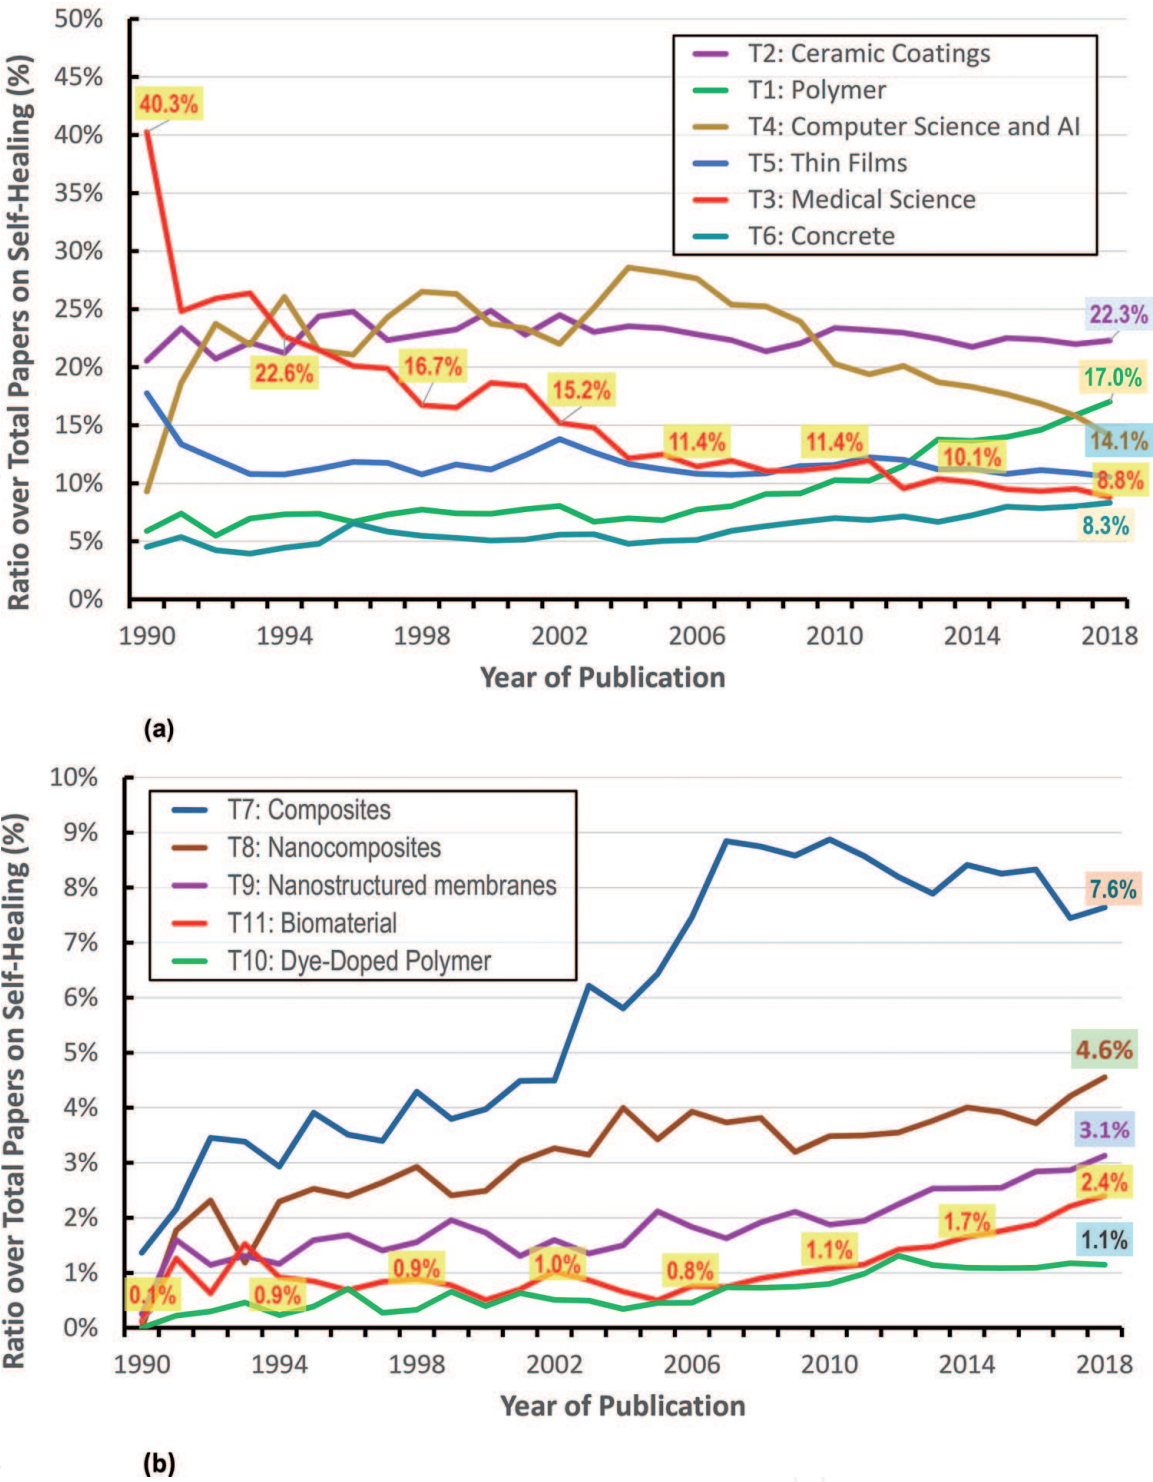 50%
45%
40%
35%
30%
25%
20%
15%
10%
5%
0%
Ratio over Total Papers on Self-Healing (%)
T2: Ceramic Coatings
T1: Polymer
T4: Computer Science and AI
T5: Thin Films
T3: Medical Science
T6: Concrete
40.3%
22.6%
16.7%
15.2%
11.4%
11.4%
10.1%
22.3%
17.0%
14.1%
8.8%
8.3%
1990 1994 1998 2002 2006 2010 2014 2018
Year of Publication
(a)
10%
9%
8%
7%
6%
5%
4%
3%
2%
1%
0%
Ratio over Total Papers on Self-Healing (%)
T7: Composites
T8: Nanocomposites
T9: Nanostructured membranes
T11: Biomaterial
T10: Dye-Doped Polymer
0.1%
0.9%
0.9%
1.0%
0.8%
1.1%
1.7%
7.6%
4.6%
3.1%
2.4%
1.1%
1990 1994 1998 2002 2006 2010 2014 2018
Year of Publication
(b)